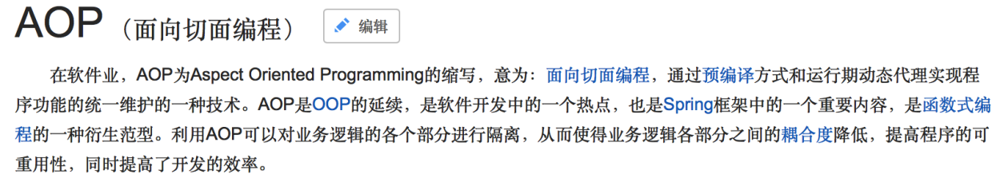 AOP（面向切面编程） 编辑
在软件业，AOP为Aspect Oriented Programming的缩写，意为：面向切面编程，通过预编译方式和运行期动态代理实现程
序功能的统一维护的一种技术。AOP是OOP的延续，是软件开发中的一个热点，也是Spring框架中的一个重要内容，是函数式编
程的一种衍生范型。利用AOP可以对业务逻辑的各个部分进行隔离，从而使得业务逻辑各部分之间的耦合度降低，提高程序的可
重用性，同时提高了开发的效率。